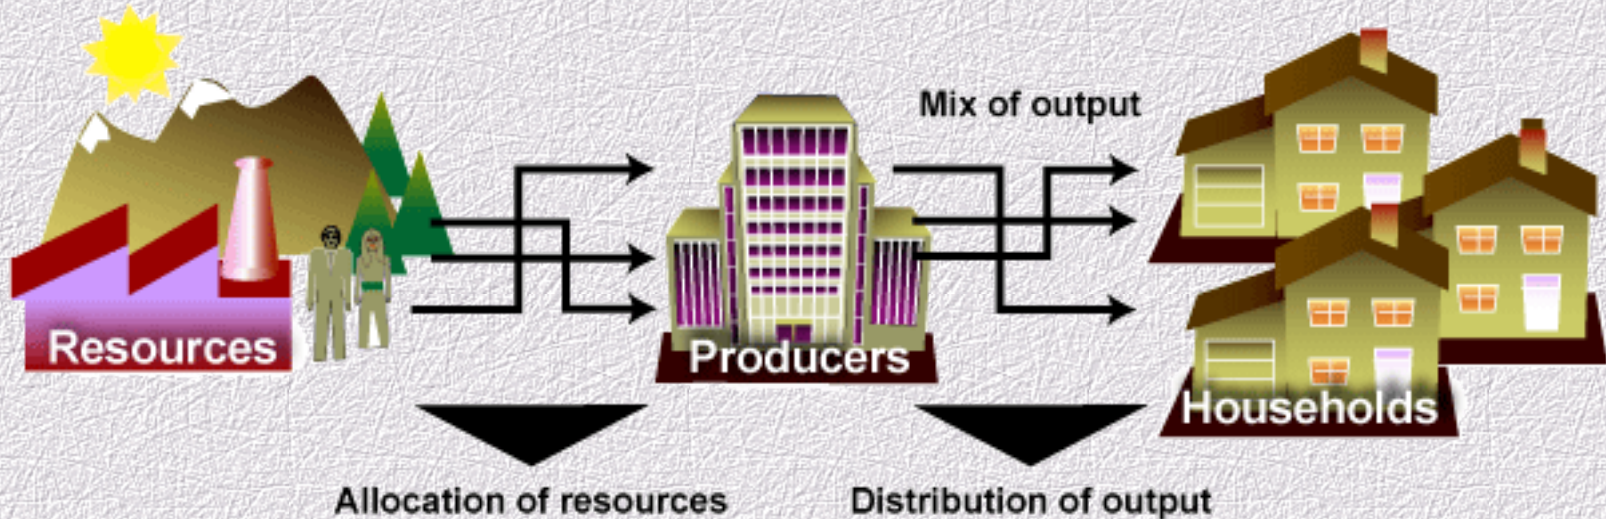 Mix of output
Resources
Producers
Households
Allocation of resources
Distribution of output